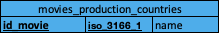 movies_production_countries
id_movie iso_3166_1 name